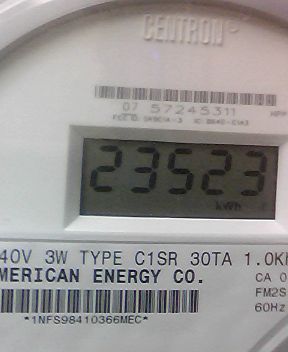 CENTRON
07 57245311
23523
kWh
40V 3W TYPE C1SR 30TA 1.0K
MERICAN ENERGY CO.
CA 0
FM2S
60Hz
*1NFS98410366MEC*